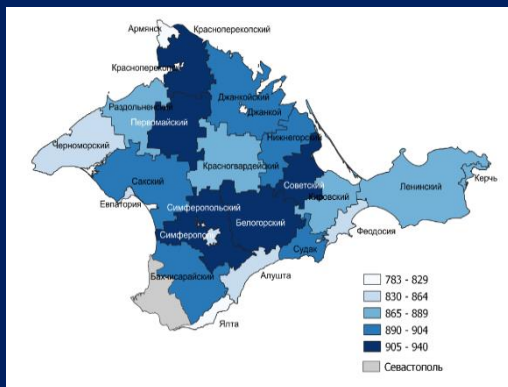 Армянск
Красноперекопский
Красноперекопск
Джанкойский
Раздольненский
Джанкой
Первомайский
Нижнегорский
Черноморский
Красногвардейский
Сакский
Советский
Ленинский
Керчь
Кировский
Евпатория
Симферопольский
Белогорский
Симферополь
Феодосия
Судак
Бахчисарайский
Алушта
Ялта
783 - 829
830 - 864
865 - 889
890 - 904
905 - 940
Севастополь